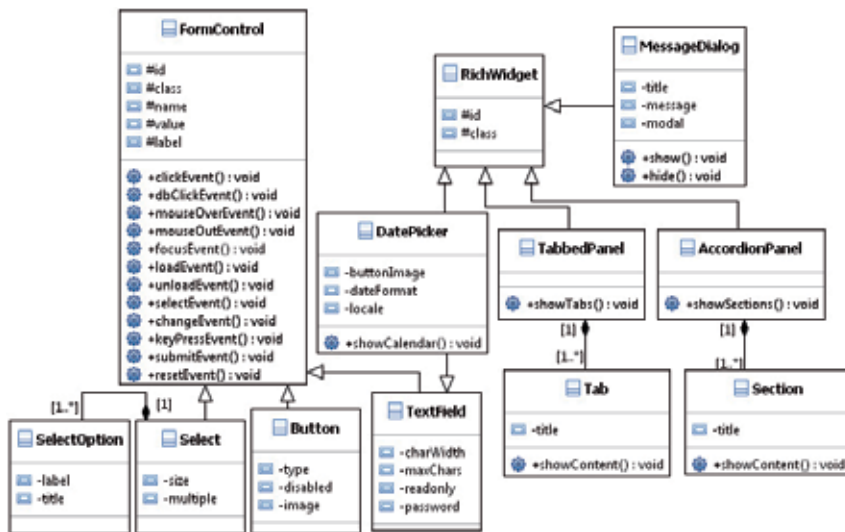 FormControl
#id
#class
#name
#value
#label
+clickEvent() : void
+dbClickEvent() : void
+mouseOverEvent() : void
+mouseOutEvent() : void
+focusEvent() : void
+loadEvent() : void
+unloadEvent() : void
+selectEvent() : void
+changeEvent() : void
+keyPressEvent() : void
+submitEvent() : void
+resetEvent() : void
RichWidget
#id
#class
MessageDialog
-title
-message
-modal
+show() : void
+hide() : void
DatePicker
-buttonImage
-dateFormat
-locale
+showCalendar() : void
TabbedPanel
+showTabs() : void
[1]
[1..*]
AccordionPanel
+showSections() : void
[1]
[1..*]
Tab
-title
+showContent() : void
Section
-title
+showContent() : void
[1..*]
[1]
SelectOption
-label
-title
Select
-size
-multiple
Button
-type
-disabled
-image
TextField
-charWidth
-maxChars
-readonly
-password